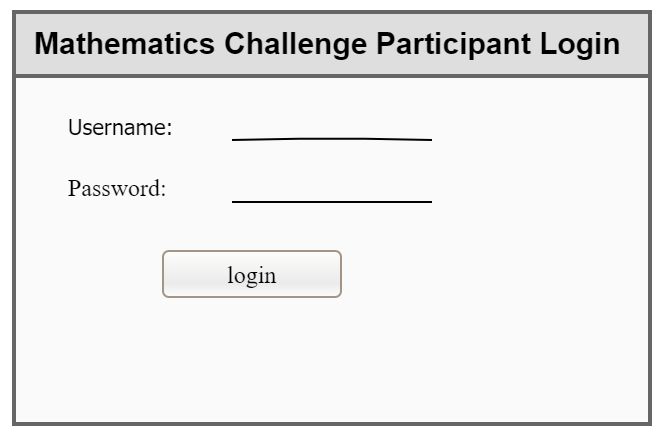 Mathematics Challenge Participant Login
Username:
Password:
login